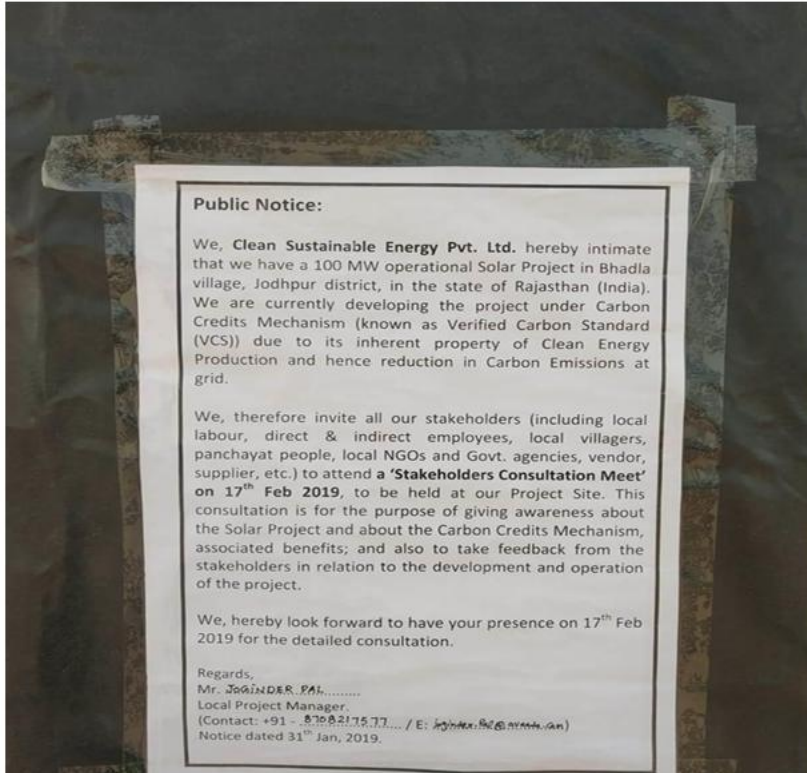 Public Notice:
We, Clean Sustainable Energy Pvt. Ltd. hereby intimate
that we have a 100 MW operational Solar Project in Bhadla
village, Jodhpur district, in the state of Rajasthan (India).
We are currently developing the project under Carbon
Credits Mechanism (known as Verified Carbon Standard
(VCS)) due to its inherent property of Clean Energy
Production and hence reduction in Carbon Emissions at
grid.
We, therefore invite all our stakeholders (including local
labour, direct & indirect employees, local villagers,
panchayat people, local NGOs and Govt. agencies, vendor,
supplier, etc.) to attend a 'Stakeholders Consultation Meet'
on 17th Feb 2019, to be held at our Project Site. This
consultation is for the purpose of giving awareness about
the Solar Project and about the Carbon Credits Mechanism,
associated benefits; and also to take feedback from the
stakeholders in relation to the development and operation
of the project.
We, hereby look forward to have your presence on 17th Feb
2019 for the detailed consultation.
Regards,
Mr. JOGINDER PAL
Local Project Manager.
(Contact: +91 - 8708217577 / E:
Notice dated 31th Jan, 2019.